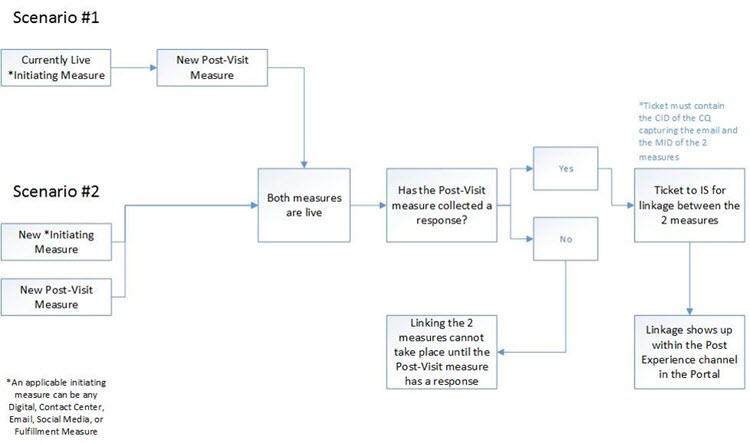 Scenario #1
Currently Live
*Initiating Measure
New Post-Visit
Measure
*Ticket must contain
the CID of the CQ
capturing the email and
the MID of the 2
measures
Scenario #2
Both measures
are live
Has the Post-Visit
measure collected a
response?
Yes
No
Ticket to IS for
linkage between the
2 measures
New *Initiating
Measure
New Post-Visit
Measure
Linking the 2
measures cannot
take place until the
Post-Visit measure
has a response
Linkage shows up
within the Post
Experience channel
in the Portal
*An applicable initiating
measure can be any
Digital, Contact Center,
Email, Social Media, or
Fulfillment Measure